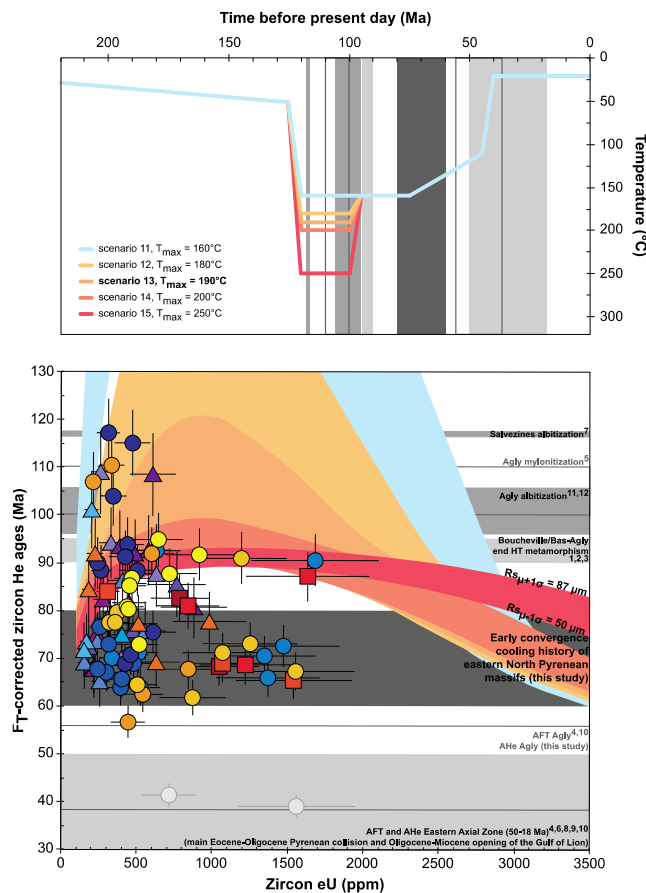 Time before present day (Ma)
200 160 120 80 40 0
0
50
100
150
200
250
300
Temperature (°C)
scenario 11, Tmax = 160°C
scenario 12, Tmax = 180°C
scenario 13, Tmax = 190°C
scenario 14, Tmax = 200°C
scenario 15, Tmax = 250°C
130
120
110
100
90
80
70
60
50
40
30
FT-corrected zircon He ages (Ma)
Salvezines albitization7
Agly mylonitization5
Agly albitization11,12
Boucheville/Bas-Agly
end HT metamorphism
1,2,3
Rsμ+1σ = 87 μm
Rsμ-1σ = 50 μm
Early convergence
cooling history of
eastern North Pyrenean
massifs (this study)
AFT Agly4,10
AHe Agly (this study)
AFT and AHe Eastern Axial Zone (50-18 Ma)4,6,8,9,10
(main Eocene-Oligocene Pyrenean collision and Oligocene-Miocene opening of the Gulf of Lion)
0 500 1000 1500 2000 2500 3000 3500
Zircon eU (ppm)